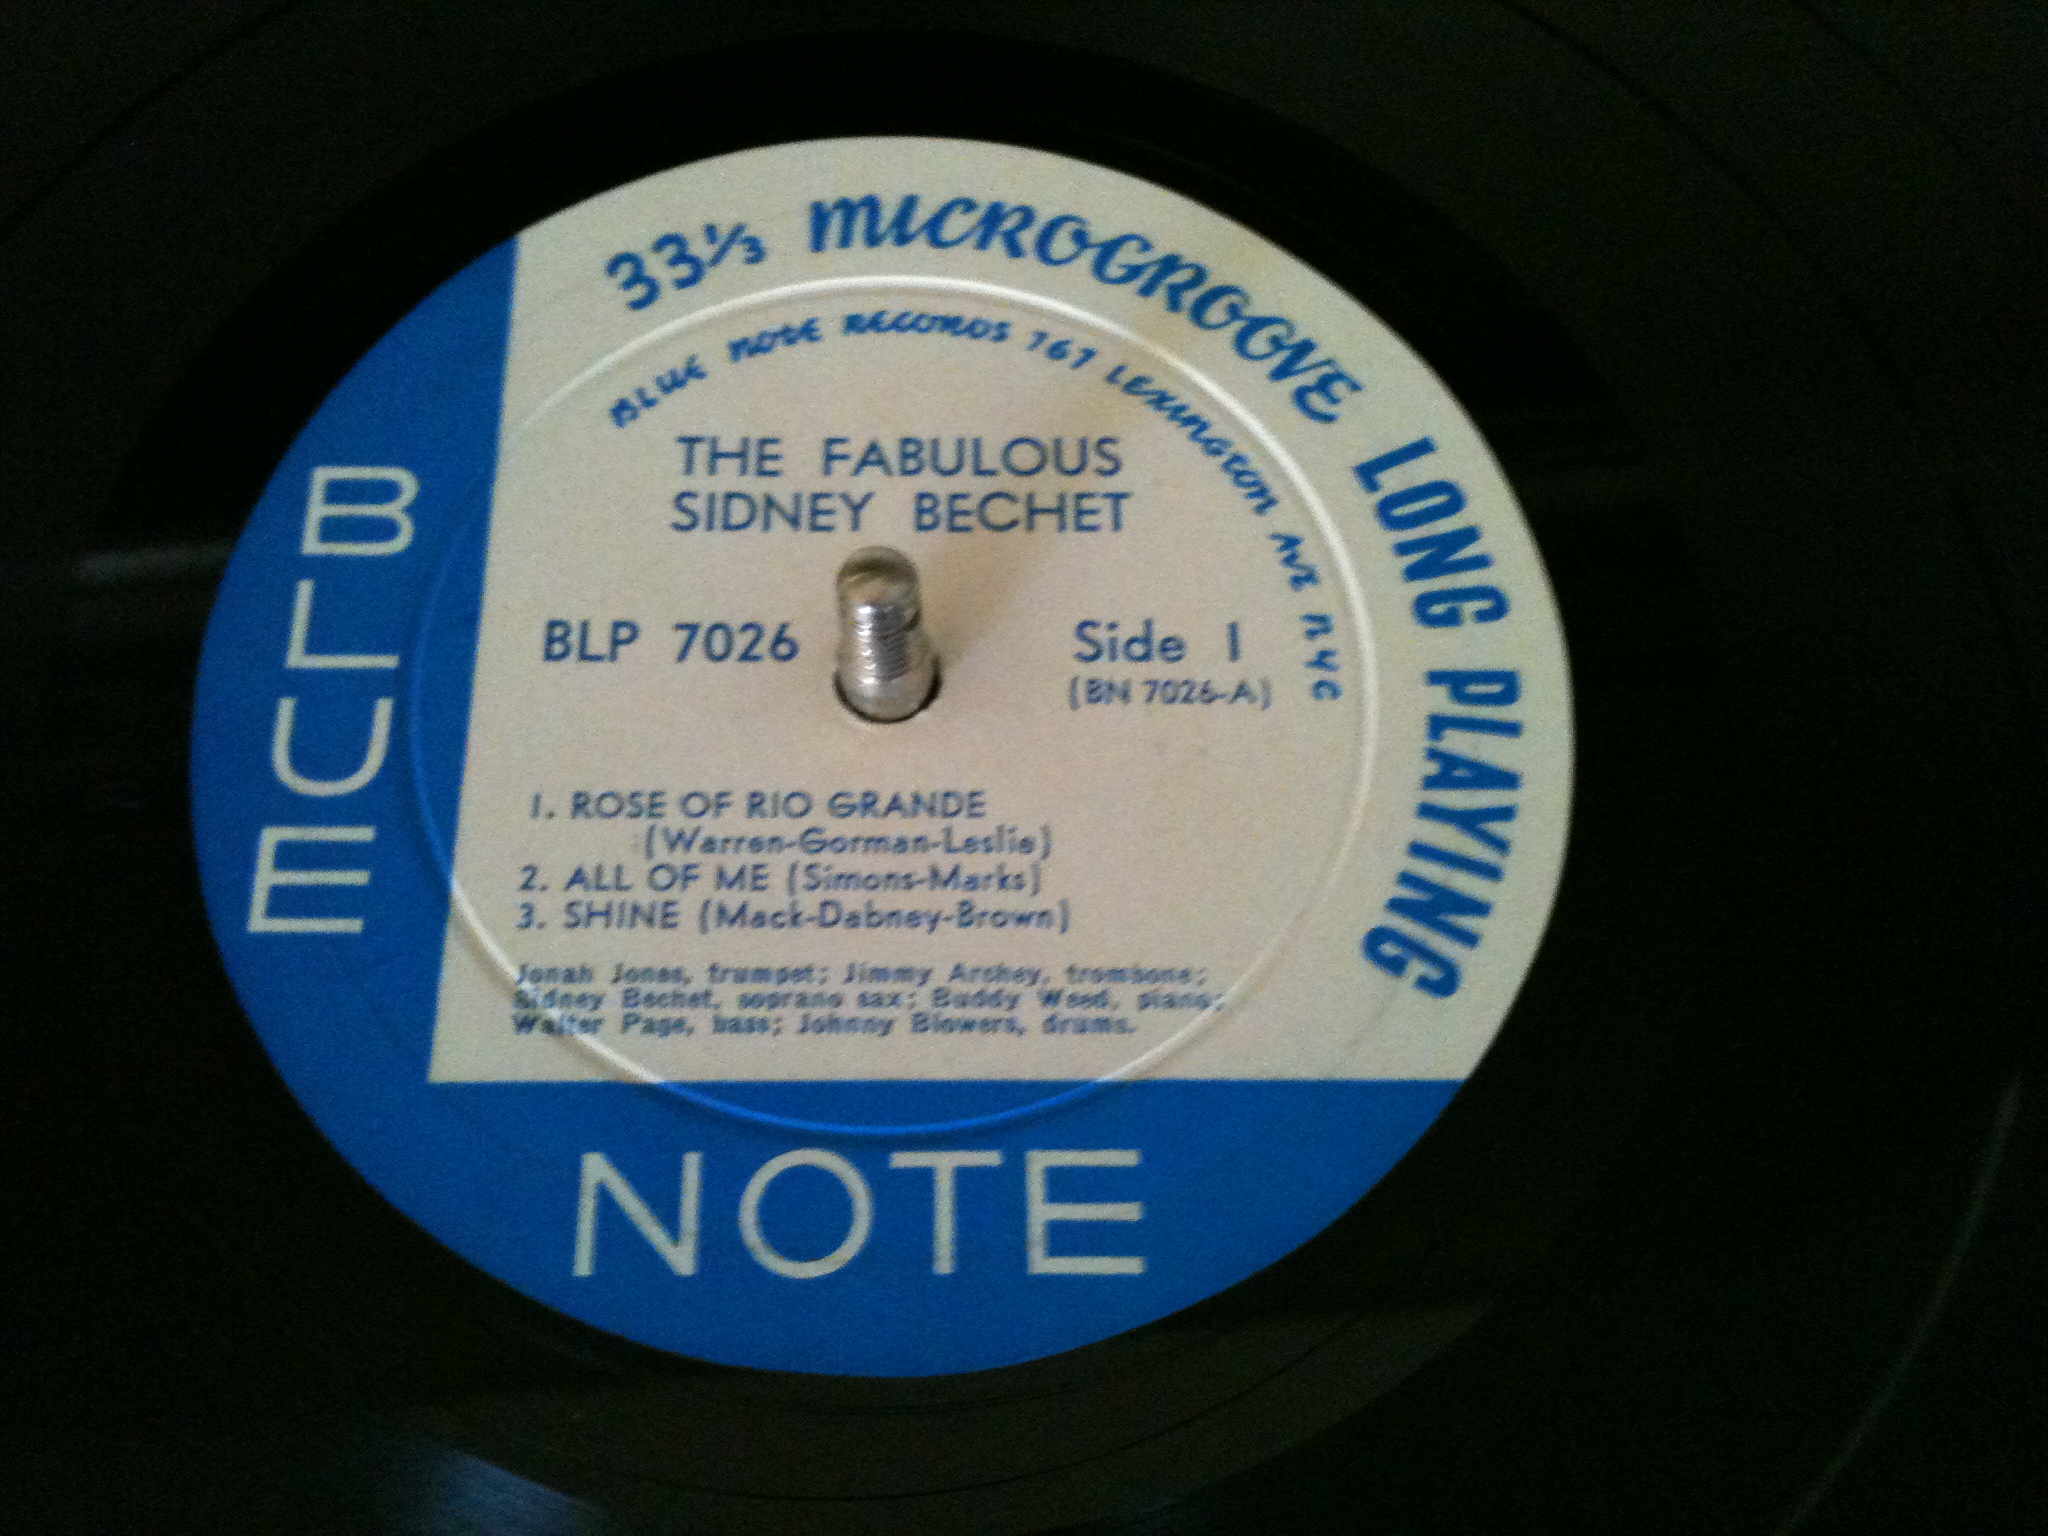 33⅓ MICROGROOVE LONG PLAYING
BLUE NOTE RECORDS 767 LEXINGTON AVE NYC
THE FABULOUS
SIDNEY BECHET
BLP 7026
Side 1
(BN 7026-A)
1. ROSE OF RIO GRANDE
(Warren-Gorman-Leslie)
2. ALL OF ME (Simons-Marks)
3. SHINE (Mack-Dabney-Brown)
Jonah Jones, trumpet; Jimmy Archey, trombone;
Sidney Bechet, soprano sax; Buddy Weed, piano;
Walter Page, bass; Johnny Blowers, drums.
BLUE
NOTE